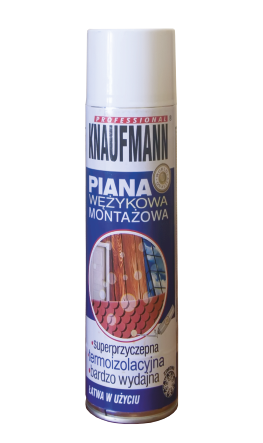 PROFESSIONAL
KNAUFMANN
PIANA
WĘŻYKOWA
MONTAŻOWA
•superprzyczepna
•termoizolacyjna
•bardzo wydajna
ŁATWA W UŻYCIU